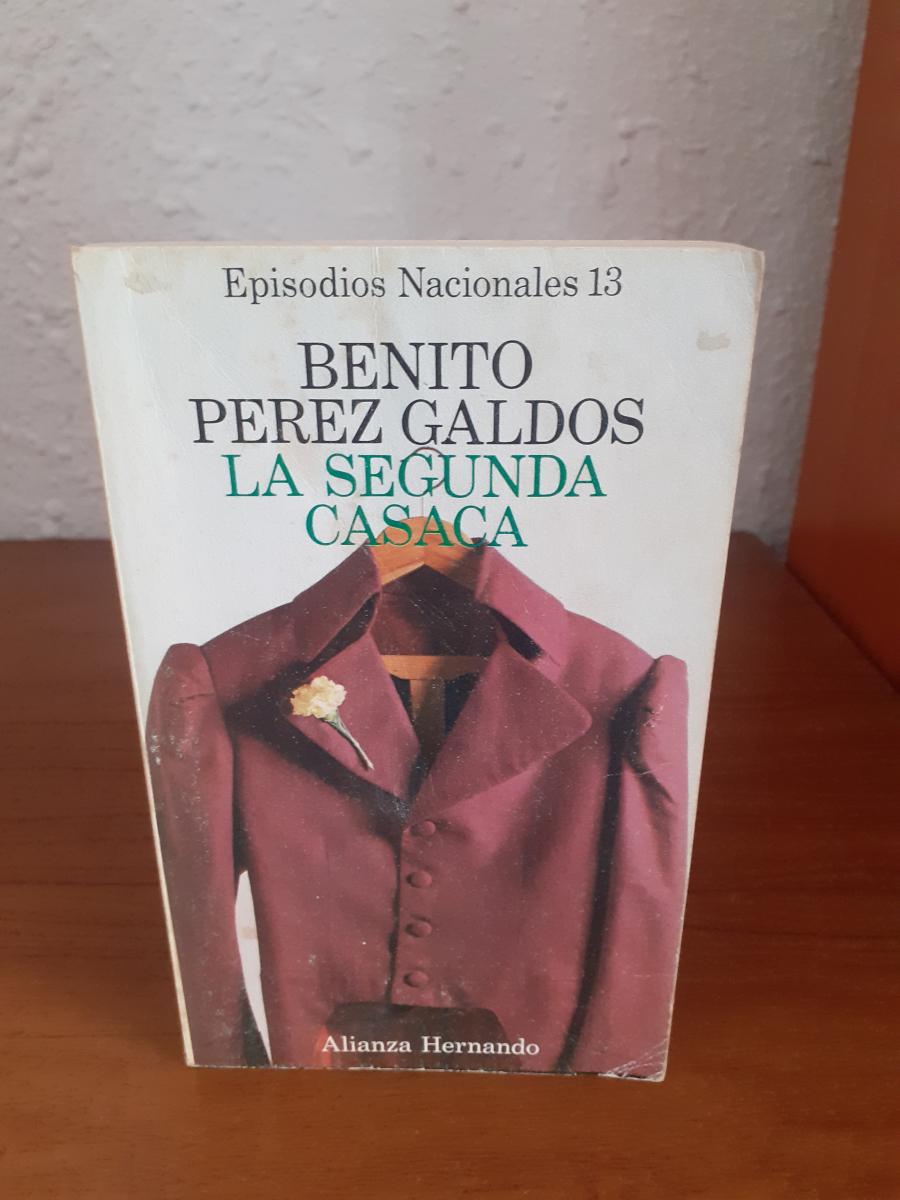 Episodios Nacionales 13
BENITO
PEREZ GALDOS
LA SEGUNDA
CASACA
Alianza Hernando